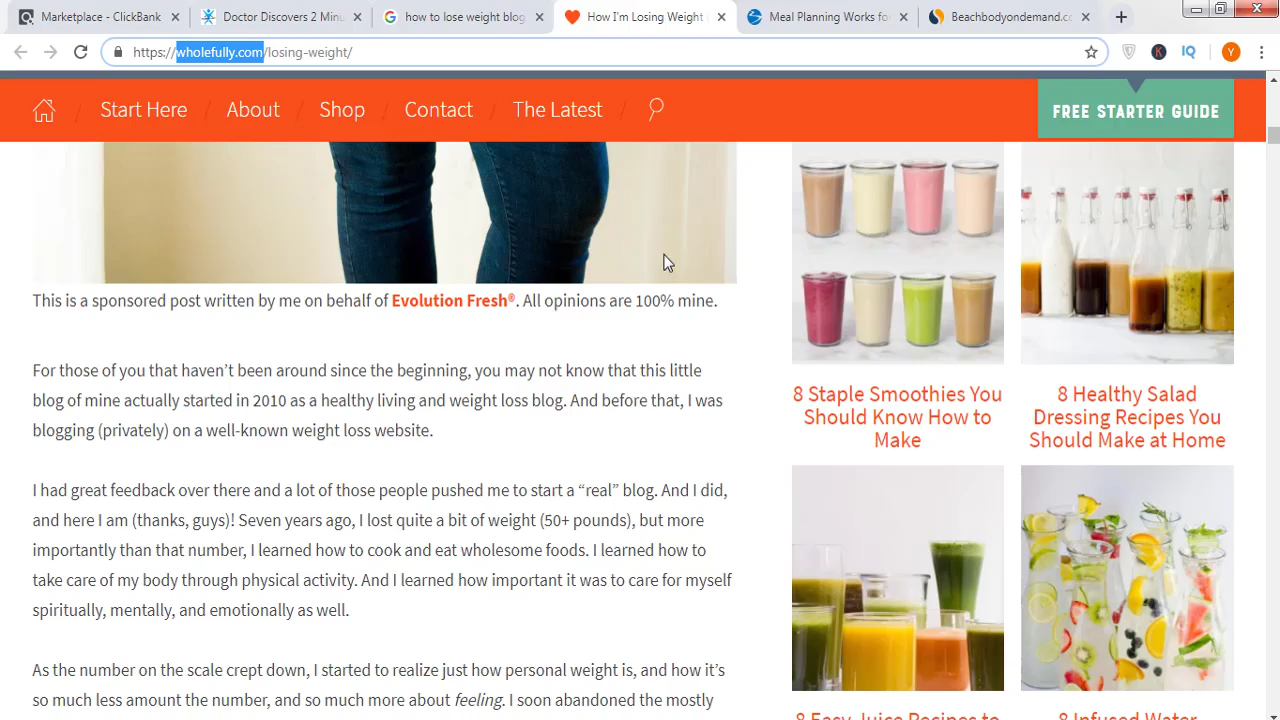 Marketplace - ClickBank
Doctor Discovers 2 Minu
how to lose weight blog
How I'm Losing Weight
Meal Planning Works fo
Beachbodyondemand.c
https://wholefully.com/losing-weight/
K
IQ
Y
Start Here / About / Shop / Contact / The Latest /
FREE STARTER GUIDE
This is a sponsored post written by me on behalf of Evolution Fresh®. All opinions are 100% mine.
For those of you that haven't been around since the beginning, you may not know that this little
blog of mine actually started in 2010 as a healthy living and weight loss blog. And before that, I was
blogging (privately) on a well-known weight loss website.
I had great feedback over there and a lot of those people pushed me to start a “real” blog. And I did,
and here I am (thanks, guys)! Seven years ago, I lost quite a bit of weight (50+ pounds), but more
importantly than that number, I learned how to cook and eat wholesome foods. I learned how to
take care of my body through physical activity. And I learned how important it was to care for myself
spiritually, mentally, and emotionally as well.
As the number on the scale crept down, I started to realize just how personal weight is, and how it's
so much less amount the number, and so much more about feeling. I soon abandoned the mostly
8 Staple Smoothies You
Should Know How to
Make
8 Healthy Salad
Dressing Recipes You
Should Make at Home
8 Easy Juice Recipes to
8 Infused Water